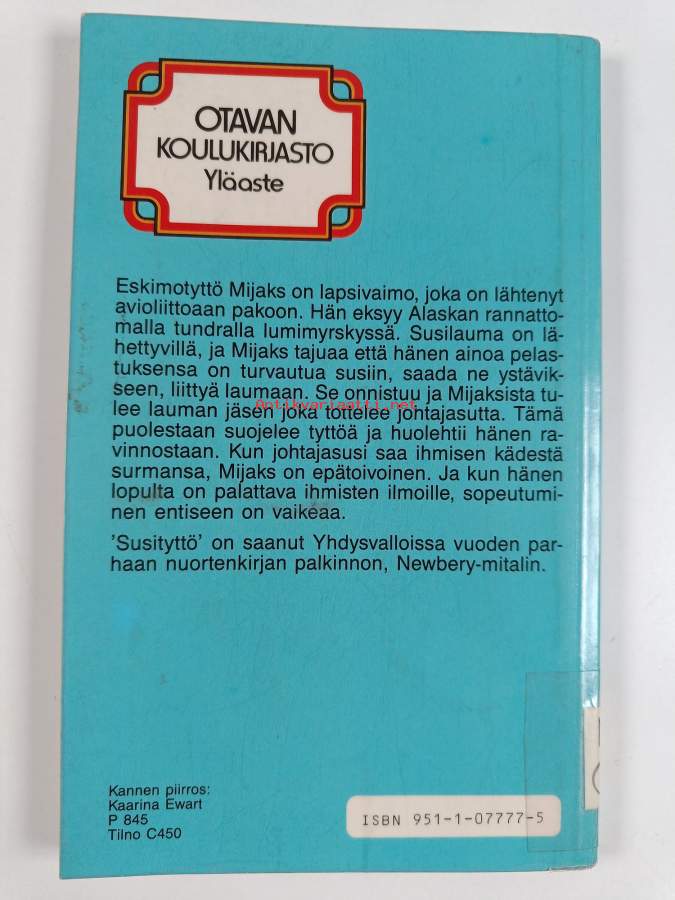 OTAVAN
KOULUKIRJASTO
Yläaste
Eskimotyttö Mijaks on lapsivaimo, joka on lähtenyt
avioliittoaan pakoon. Hän eksyy Alaskan rannatto-
malla tundralla lumimyrskyssä. Susilauma on lä-
hettyvillä, ja Mijaks tajuaa että hänen ainoa pelas-
tuksensa on turvautua susiin, saada ne ystävik-
seen, liittyä laumaan. Se onnistuu ja Mijaksista tu-
lee lauman jäsen joka tottelee johtajasutta. Tämä
Antikvariaatti.net
puolestaan suojelee tyttöä ja huolehtii hänen ra-
vinnostaan. Kun johtajasusi saa ihmisen kädestä
surmansa, Mijaks on epätoivoinen. Ja kun hänen
lopulta on palattava ihmisten ilmoille, sopeutumi-
nen entiseen on vaikeaa.
'Susityttö' on saanut Yhdysvalloissa vuoden par-
haan nuortenkirjan palkinnon, Newbery-mitalin.
Kannen piirros:
Kaarina Ewart
P 845
Tilno C450
ISBN 951-1-07777-5